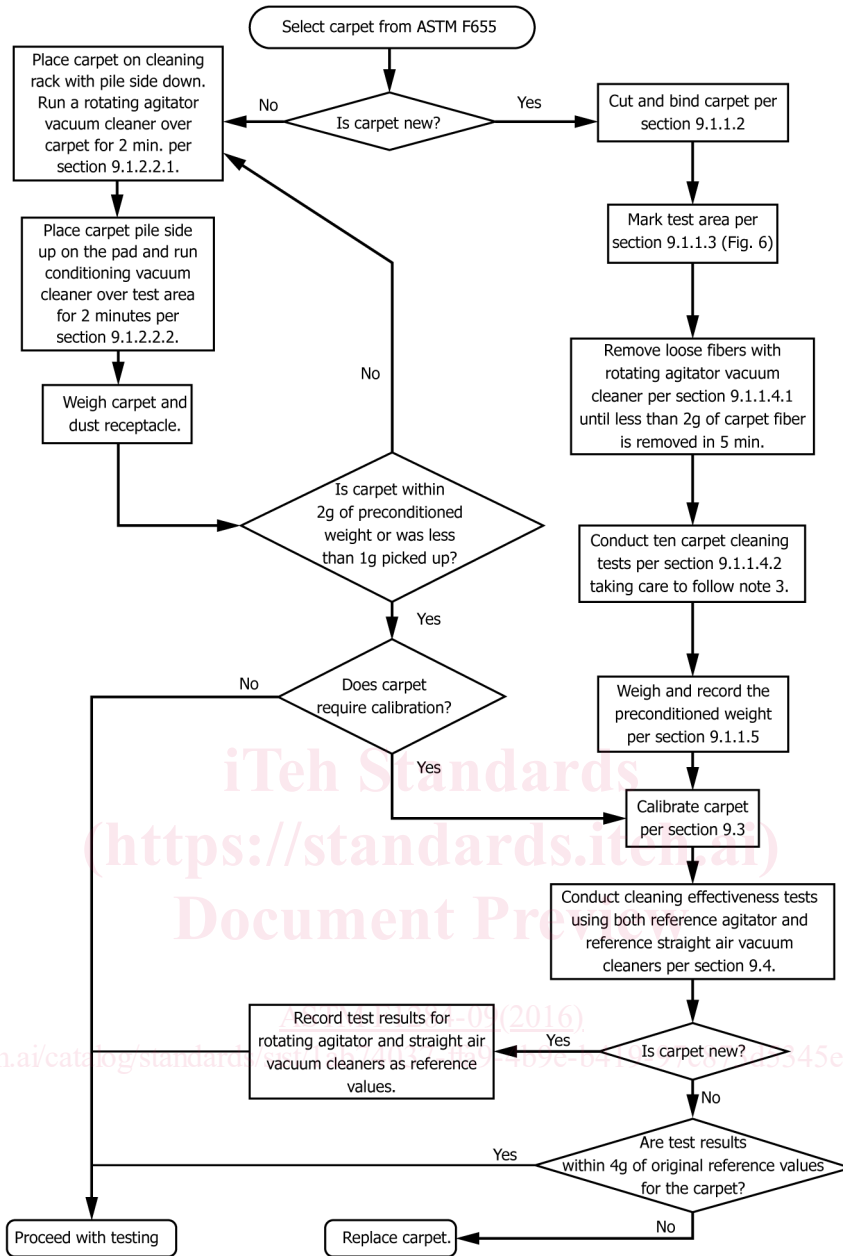 Select carpet from ASTM F655
Place carpet on cleaning
rack with pile side down.
Run a rotating agitator
vacuum cleaner over
carpet for 2 min. per
section 9.1.2.2.1.
No
Is carpet new?
Yes
Cut and bind carpet per
section 9.1.1.2
Place carpet pile side
up on the pad and run
conditioning vacuum
cleaner over test area
for 2 minutes per
section 9.1.2.2.2.
Mark test area per
section 9.1.1.3 (Fig. 6)
Weigh carpet and
dust receptacle.
No
Remove loose fibers with
rotating agitator vacuum
cleaner per section 9.1.1.4.1
until less than 2g of carpet fiber
is removed in 5 min.
Is carpet within
2g of preconditioned
weight or was less
than 1g picked up?
Conduct ten carpet cleaning
tests per section 9.1.1.4.2
taking care to follow note 3.
Yes
No
Does carpet
require calibration?
Weigh and record the
preconditioned weight
per section 9.1.1.5
Yes
iTeh Standards
(https://standards.iteh.ai)
Document Preview
Calibrate carpet
per section 9.3
Conduct cleaning effectiveness tests
using both reference agitator and
reference straight air vacuum
cleaners per section 9.4.
Record test results for
rotating agitator and straight air
vacuum cleaners as reference
values.
Yes
Is carpet new?
No
Are test results
within 4g of original reference values
for the carpet?
Yes
No
Proceed with testing
Replace carpet.